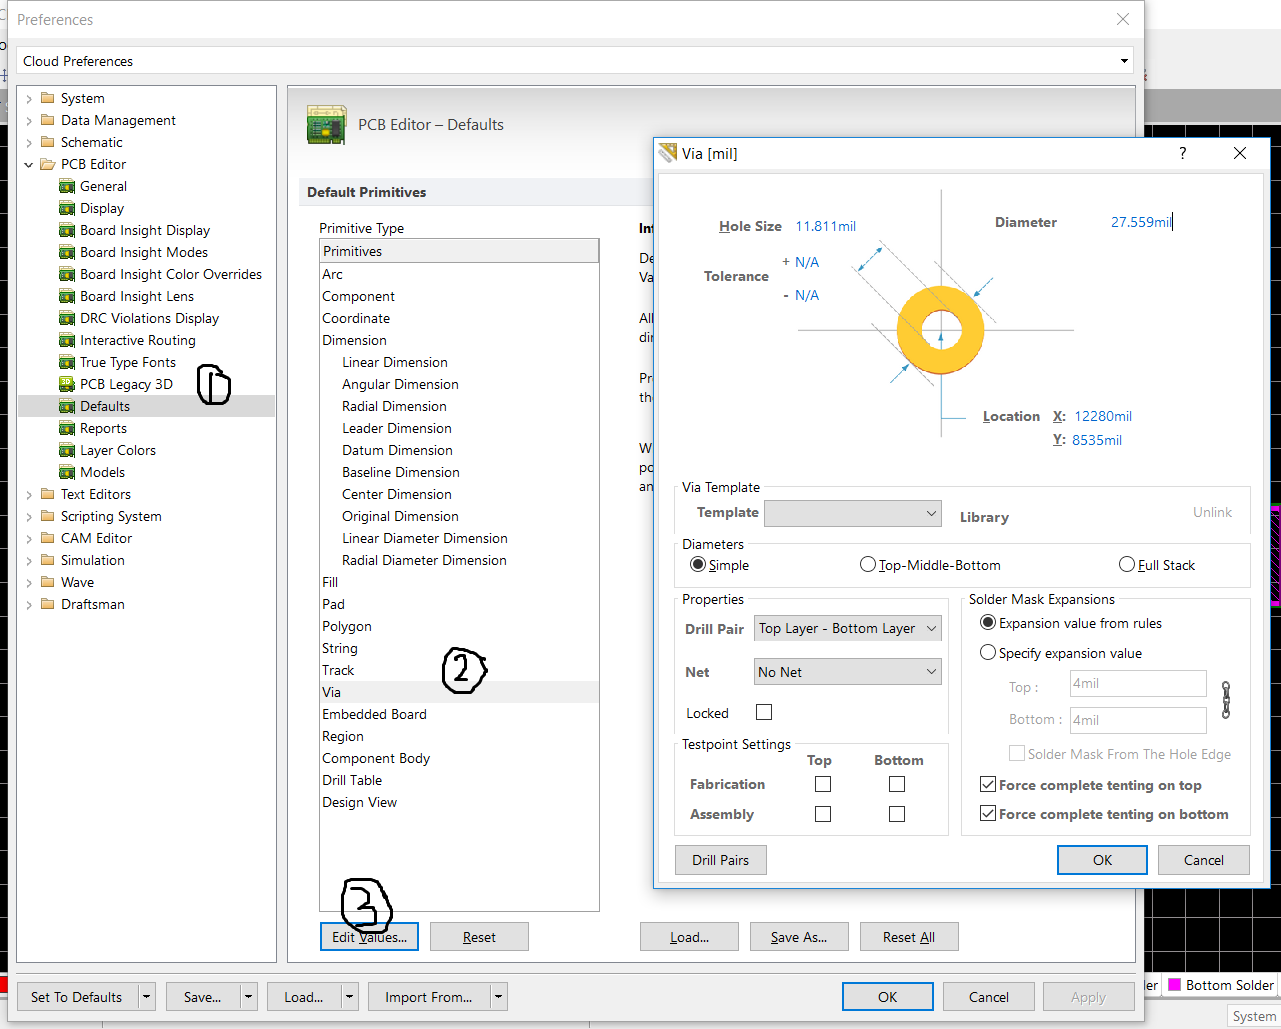 Preferences
Cloud Preferences
System
Data Management
Schematic
PCB Editor
General
Display
Board Insight Display
Board Insight Modes
Board Insight Color Overrides
Board Insight Lens
DRC Violations Display
Interactive Routing
True Type Fonts
PCB Legacy 3D
1
Defaults
Reports
Layer Colors
Models
Text Editors
Scripting System
CAM Editor
Simulation
Wave
Draftsman
PCB Editor – Defaults
Default Primitives
Primitive Type
Primitives
Arc
Component
Coordinate
Dimension
Linear Dimension
Angular Dimension
Radial Dimension
Leader Dimension
Datum Dimension
Baseline Dimension
Center Dimension
Original Dimension
Linear Diameter Dimension
Radial Diameter Dimension
Fill
Pad
Polygon
String
Track
2
Via
Embedded Board
Region
Component Body
Drill Table
Design View
3
Edit Values... Reset
Load... Save As... Reset All
Via [mil]
? 
Hole Size 11.811mil
Diameter 27.559mil
Tolerance + N/A
- N/A
Location X: 12280mil
Y: 8535mil
Via Template
Template Library Unlink
Diameters
Simple Top-Middle-Bottom Full Stack
Properties
Drill Pair Top Layer - Bottom Layer
Net No Net
Locked
Testpoint Settings
Top Bottom
Fabrication
Assembly
Solder Mask Expansions
Expansion value from rules
Specify expansion value
Top : 4mil
Bottom : 4mil
Solder Mask From The Hole Edge
Force complete tenting on top
Force complete tenting on bottom
Drill Pairs OK Cancel
Set To Defaults Save... Load... Import From... OK Cancel Apply
Bottom Solder
System